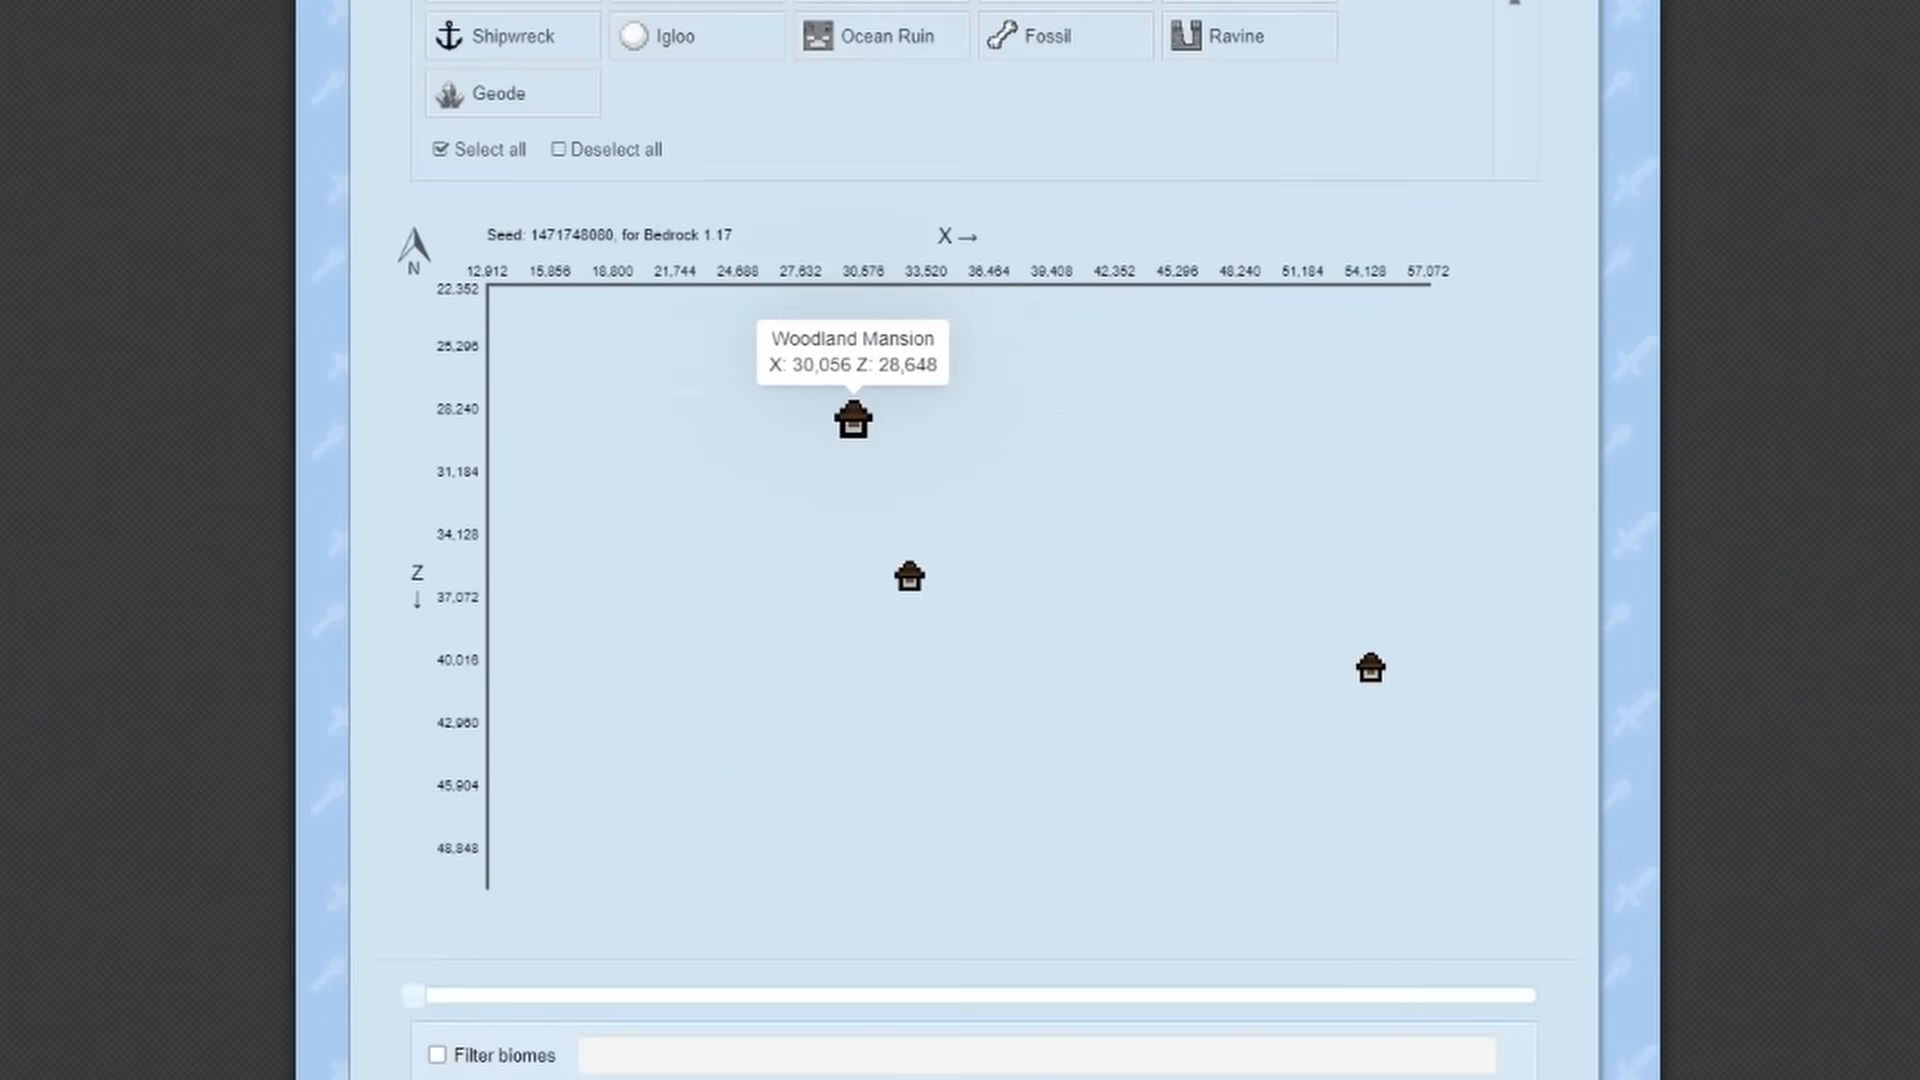 Shipwreck
Igloo
Ocean Ruin
Fossil
Ravine
Geode
Select all
Deselect all
Seed: 1471748080, for Bedrock 1.17
X →
N
12,912 15,856 18,800 21,744 24,688 27,632 30,576 33,520 36,464 39,408 42,352 45,296 48,240 51,184 54,128 57,072
22,352
25,296
Woodland Mansion
X: 30,056 Z: 28,648
28,240
31,184
34,128
Z
↓
37,072
40,016
42,960
45,904
48,848
Filter biomes